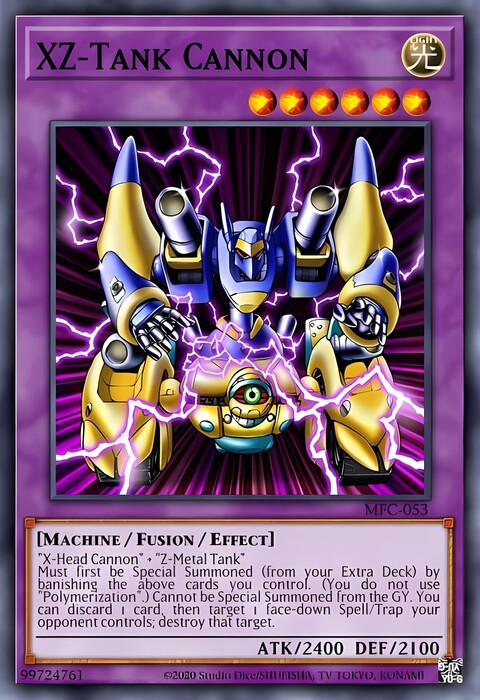 XZ-Tank Cannon
LIGHT
光
MFC-053
[Machine / Fusion / Effect]
"X-Head Cannon" + "Z-Metal Tank"
Must first be Special Summoned (from your Extra Deck) by
banishing the above cards you control. (You do not use
"Polymerization".) Cannot be Special Summoned from the GY. You
can discard 1 card, then target 1 face-down Spell/Trap your
opponent controls; destroy that target.
ATK/2400 DEF/2100
99724761
©2020 Studio Dice/SHUEISHA, TV TOKYO, KONAMI